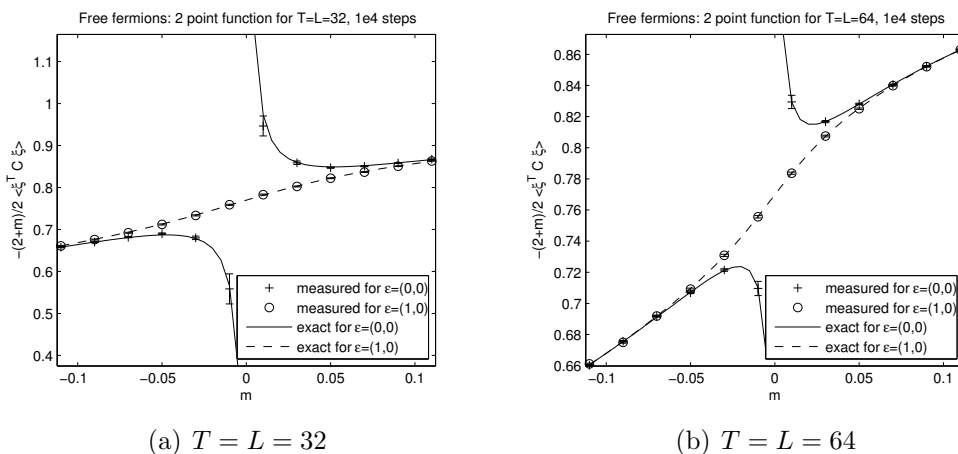 Free fermions: 2 point function for T=L=32, 1e4 steps
1.1
1
0.9
0.8
0.7
0.6
0.5
0.4
−(2+m)/2 <ξ^T C ξ>
−0.1
−0.05
0
0.05
0.1
m
measured for ε=(0,0)
measured for ε=(1,0)
exact for ε=(0,0)
exact for ε=(1,0)
(a) T = L = 32
Free fermions: 2 point function for T=L=64, 1e4 steps
0.86
0.84
0.82
0.8
0.78
0.76
0.74
0.72
0.7
0.68
0.66
−(2+m)/2 <ξ^T C ξ>
−0.1
−0.05
0
0.05
0.1
m
measured for ε=(0,0)
measured for ε=(1,0)
exact for ε=(0,0)
exact for ε=(1,0)
(b) T = L = 64